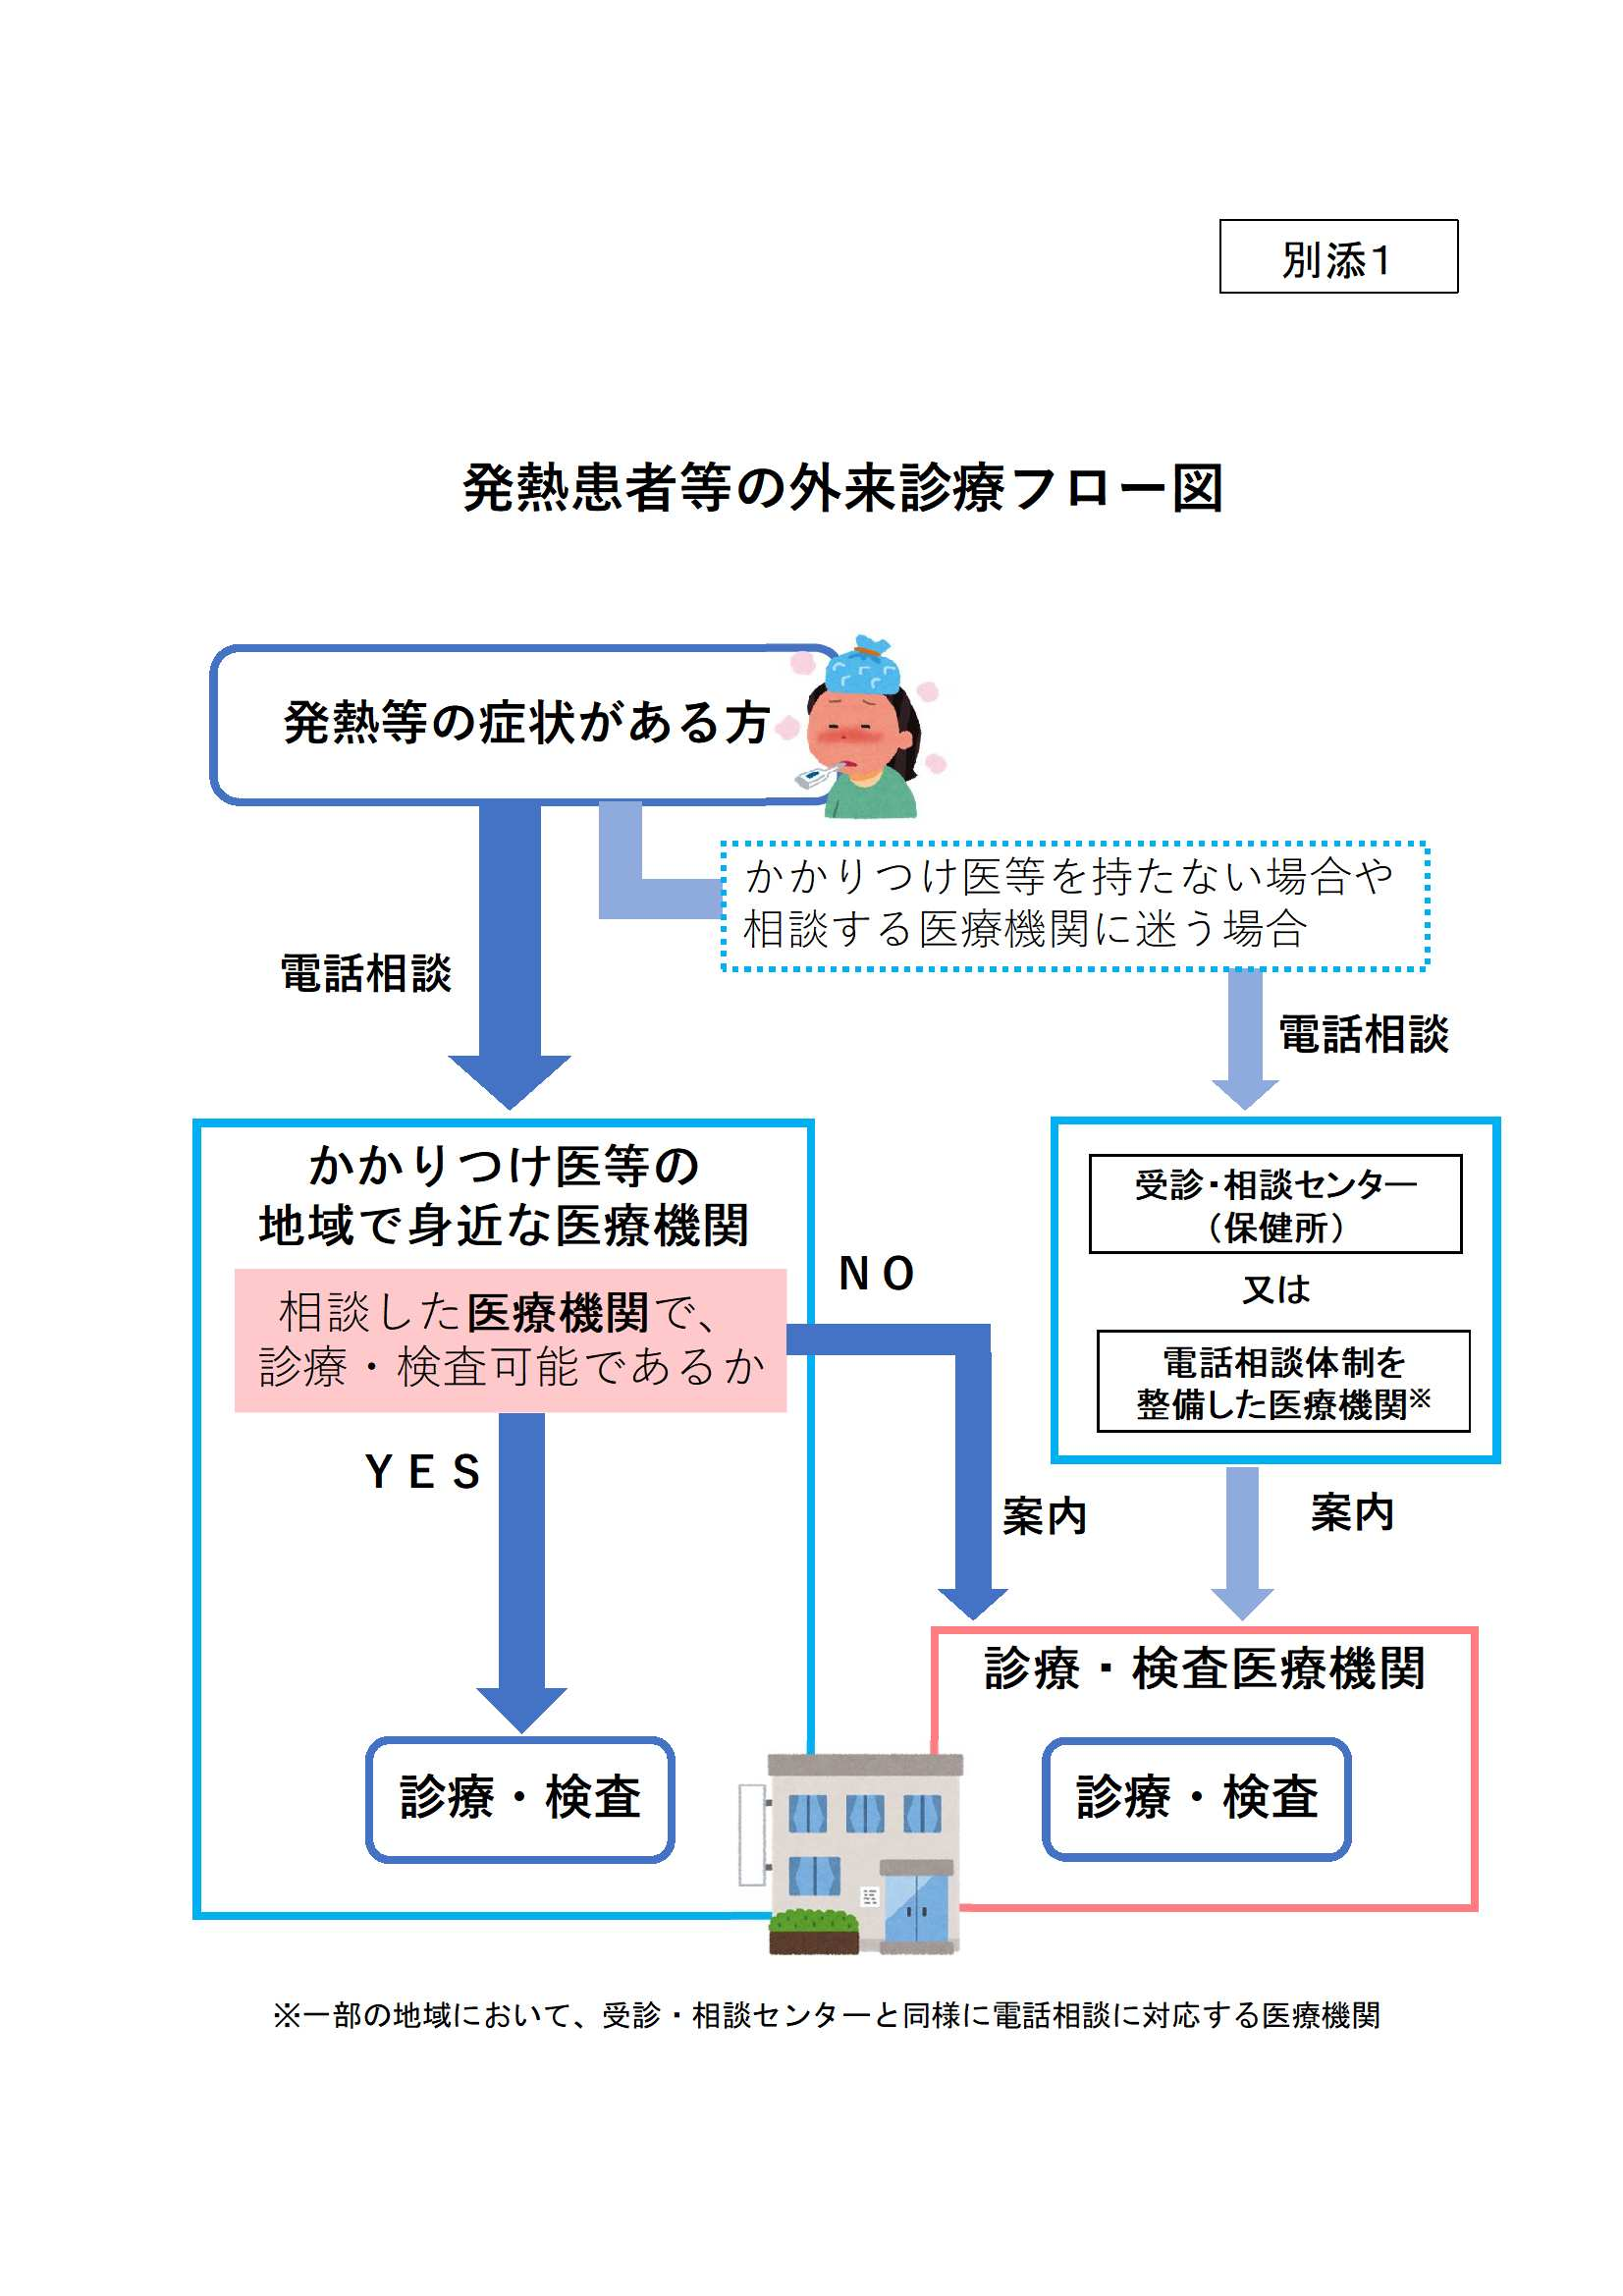 別添１
発熱患者等の外来診療フロー図
発熱等の症状がある方
かかりつけ医等を持たない場合や
相談する医療機関に迷う場合
電話相談
電話相談
かかりつけ医等の
地域で身近な医療機関
相談した医療機関で、
診療・検査可能であるか
ＮＯ
ＹＥＳ
受診・相談センター
（保健所）
又は
電話相談体制を
整備した医療機関※
案内
案内
診療・検査医療機関
診療・検査
診療・検査
※一部の地域において、受診・相談センターと同様に電話相談に対応する医療機関